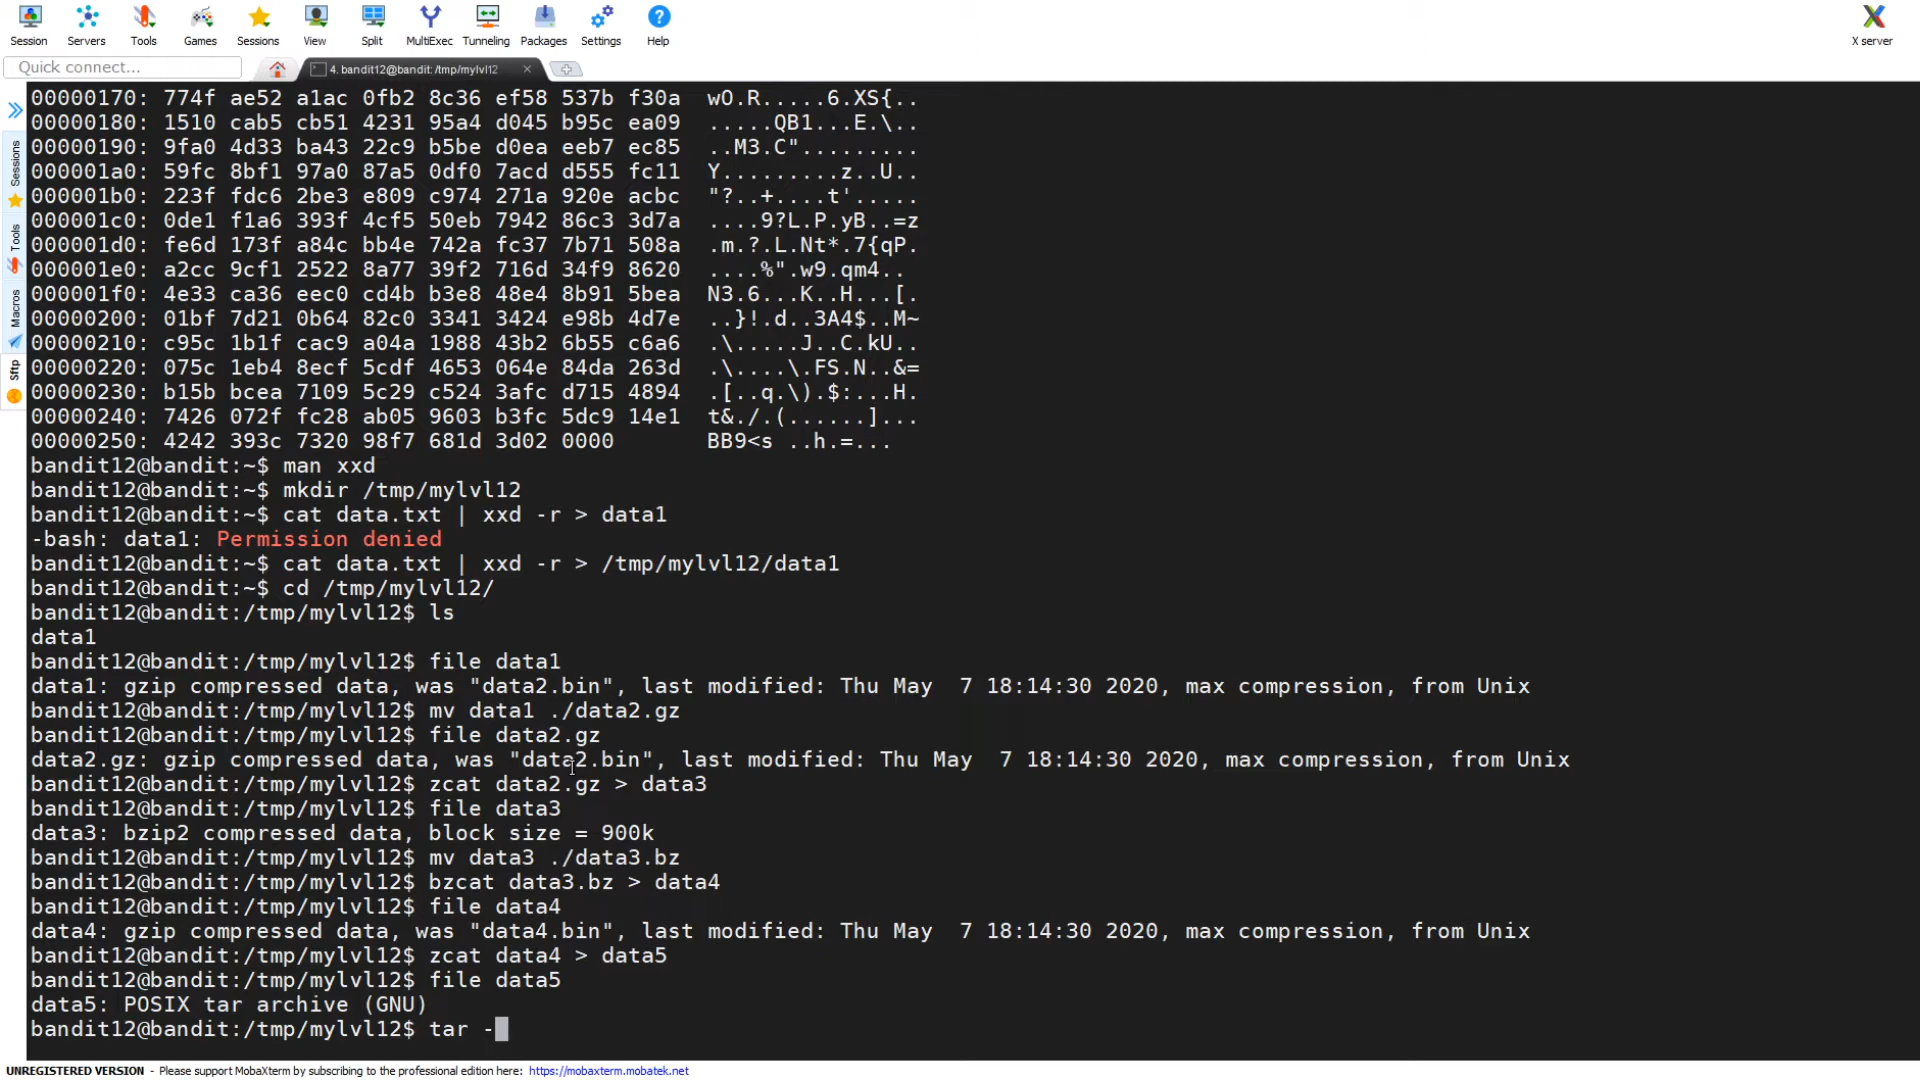 Session Servers Tools Games Sessions View Split MultiExec Tunneling Packages Settings Help X server
Quick connect...
4. bandit12@bandit: /tmp/mylvl12
Sessions
Tools
Macros
Sftp
00000170: 774f ae52 a1ac 0fb2 8c36 ef58 537b f30a  wO.R.....6.XS{..
00000180: 1510 cab5 cb51 4231 95a4 d045 b95c ea09  .....QB1...E.\..
00000190: 9fa0 4d33 ba43 22c9 b5be d0ea eeb7 ec85  ..M3.C".........
000001a0: 59fc 8bf1 97a0 87a5 0df0 7acd d555 fc11  Y.........z..U..
000001b0: 223f fdc6 2be3 e809 c974 271a 920e acbc  "?..+....t'.....
000001c0: 0de1 f1a6 393f 4cf5 50eb 7942 86c3 3d7a  ....9?L.P.yB..=z
000001d0: fe6d 173f a84c bb4e 742a fc37 7b71 508a  .m.?.L.Nt*.7{qP.
000001e0: a2cc 9cf1 2522 8a77 39f2 716d 34f9 8620  ....%".w9.qm4.. 
000001f0: 4e33 ca36 eec0 cd4b b3e8 48e4 8b91 5bea  N3.6...K..H...[.
00000200: 01bf 7d21 0b64 82c0 3341 3424 e98b 4d7e  ..}!.d..3A4$..M~
00000210: c95c 1b1f cac9 a04a 1988 43b2 6b55 c6a6  .\.....J..C.kU..
00000220: 075c 1eb4 8ecf 5cdf 4653 064e 84da 263d  .\....\.FS.N..&=
00000230: b15b bcea 7109 5c29 c524 3afc d715 4894  .[..q.\).$:...H.
00000240: 7426 072f fc28 ab05 9603 b3fc 5dc9 14e1  t&./.(......]...
00000250: 4242 393c 7320 98f7 681d 3d02 0000       BB9<s ..h.=...
bandit12@bandit:~$ man xxd
bandit12@bandit:~$ mkdir /tmp/mylvl12
bandit12@bandit:~$ cat data.txt | xxd -r > data1
-bash: data1: Permission denied
bandit12@bandit:~$ cat data.txt | xxd -r > /tmp/mylvl12/data1
bandit12@bandit:~$ cd /tmp/mylvl12/
bandit12@bandit:/tmp/mylvl12$ ls
data1
bandit12@bandit:/tmp/mylvl12$ file data1
data1: gzip compressed data, was "data2.bin", last modified: Thu May  7 18:14:30 2020, max compression, from Unix
bandit12@bandit:/tmp/mylvl12$ mv data1 ./data2.gz
bandit12@bandit:/tmp/mylvl12$ file data2.gz
data2.gz: gzip compressed data, was "data2.bin", last modified: Thu May  7 18:14:30 2020, max compression, from Unix
bandit12@bandit:/tmp/mylvl12$ zcat data2.gz > data3
bandit12@bandit:/tmp/mylvl12$ file data3
data3: bzip2 compressed data, block size = 900k
bandit12@bandit:/tmp/mylvl12$ mv data3 ./data3.bz
bandit12@bandit:/tmp/mylvl12$ bzcat data3.bz > data4
bandit12@bandit:/tmp/mylvl12$ file data4
data4: gzip compressed data, was "data4.bin", last modified: Thu May  7 18:14:30 2020, max compression, from Unix
bandit12@bandit:/tmp/mylvl12$ zcat data4 > data5
bandit12@bandit:/tmp/mylvl12$ file data5
data5: POSIX tar archive (GNU)
bandit12@bandit:/tmp/mylvl12$ tar -
UNREGISTERED VERSION - Please support MobaXterm by subscribing to the professional edition here: https://mobaxterm.mobatek.net